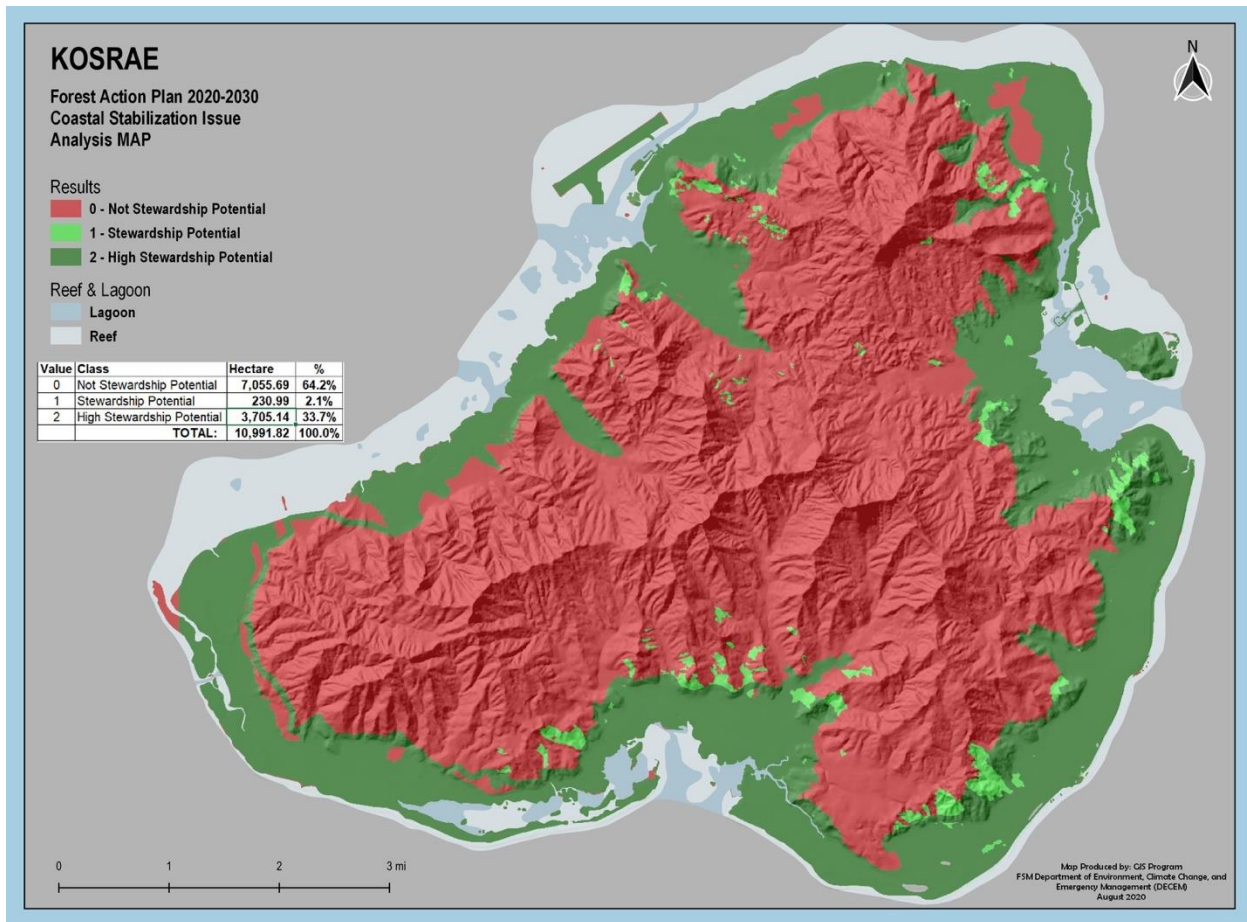 KOSRAE
Forest Action Plan 2020-2030
Coastal Stabilization Issue
Analysis MAP
Results
0 - Not Stewardship Potential
1 - Stewardship Potential
2 - High Stewardship Potential
Reef & Lagoon
Lagoon
Reef
Value Class Hectare %
0 Not Stewardship Potential 7,055.69 64.2%
1 Stewardship Potential 230.99 2.1%
2 High Stewardship Potential 3,705.14 33.7%
TOTAL: 10,991.82 100.0%
N
0 1 2 3 mi
Map Produced by: GIS Program
FSM Department of Environment, Climate Change, and
Emergency Management (DECEM)
August 2020